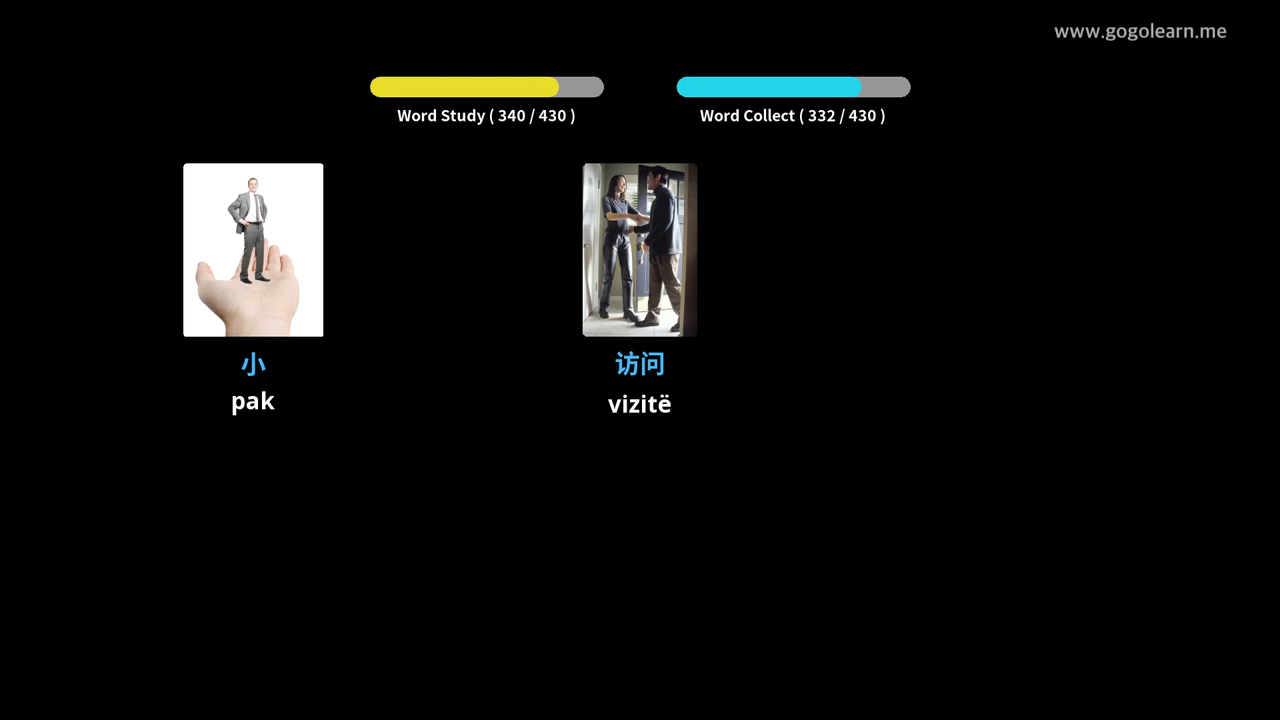 www.gogolearn.me
Word Study ( 340 / 430 )
Word Collect ( 332 / 430 )
小
pak
访问
vizitë